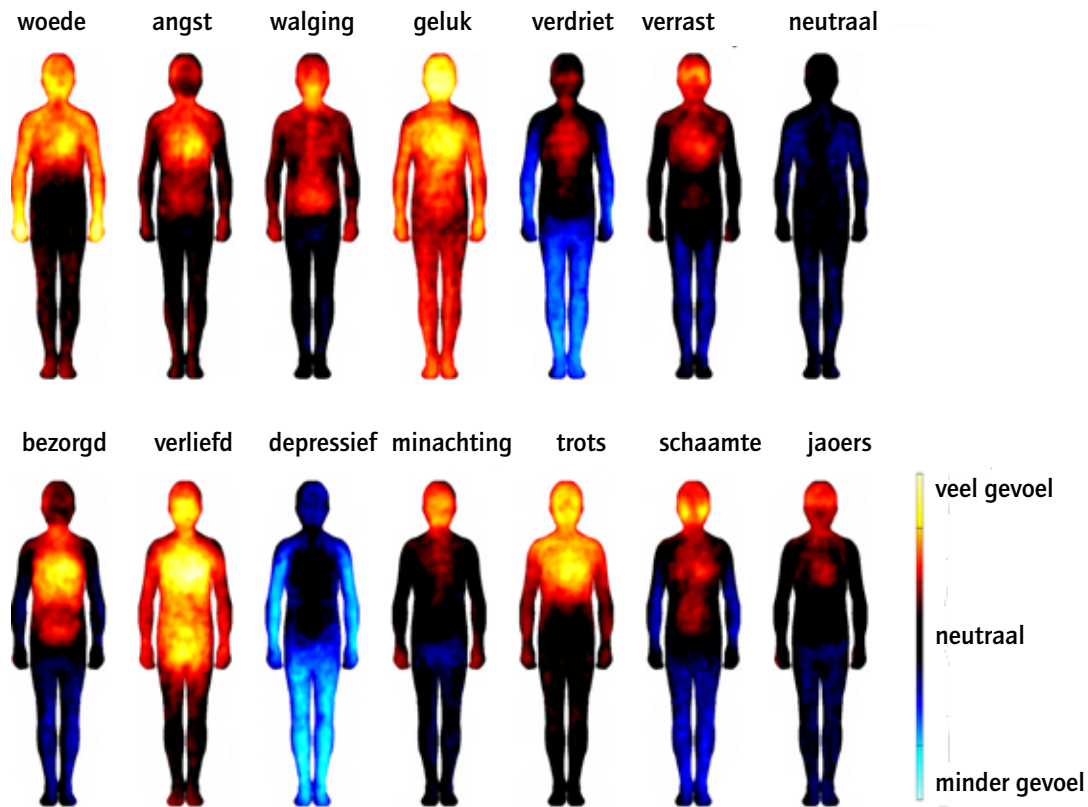 woede angst walging geluk verdriet verrast neutraal
bezorgd verliefd depressief minachting trots schaamte jaoers
veel gevoel
neutraal
minder gevoel